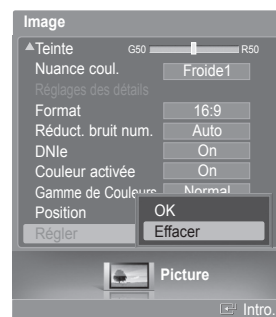 Image
▲Teinte G50 R50
Nuance coul. Froide1
Réglages des détails
Format 16:9
Réduct. bruit num. Auto
DNIe On
Couleur activée On
Gamme de Couleurs Normal
Position OK
Régler Effacer
Picture
Intro.